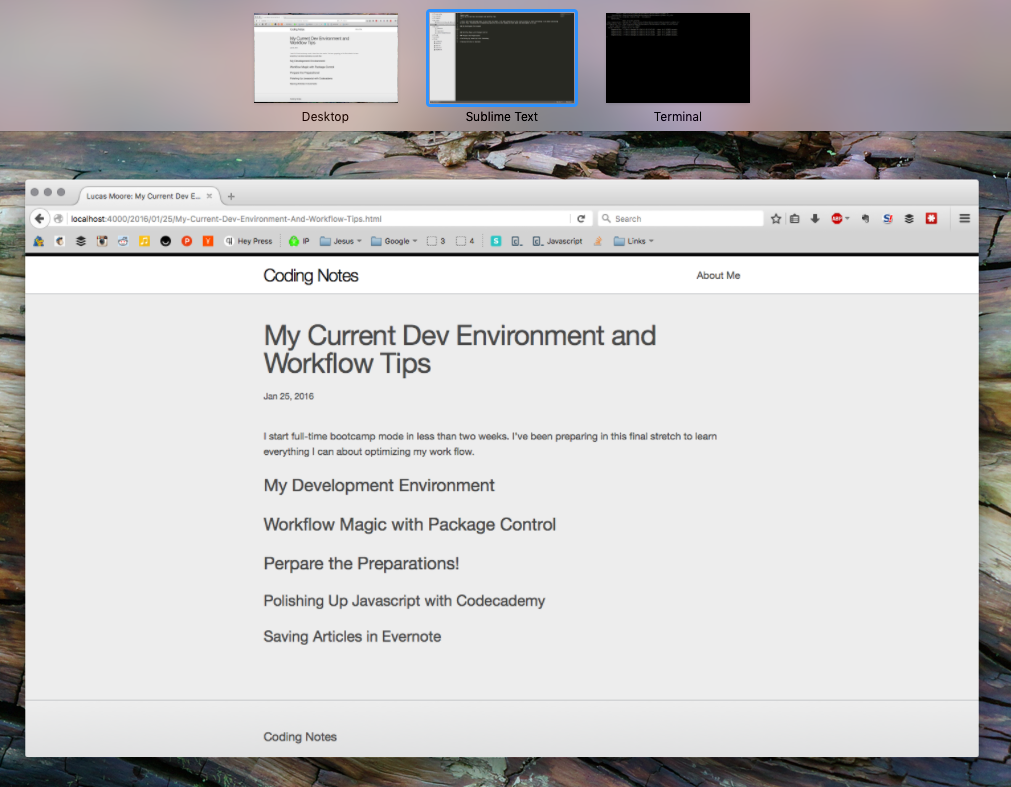 Desktop
Sublime Text
Terminal
Lucas Moore: My Current Dev E...
localhost:4000/2016/01/25/My-Current-Dev-Environment-And-Workflow-Tips.html
Search
ABP
S!
Hey Press
IP
Jesus
Google
3
4
S
Javascript
Links
Coding Notes
About Me
My Current Dev Environment and
Workflow Tips
Jan 25, 2016
I start full-time bootcamp mode in less than two weeks. I've been preparing in this final stretch to learn
everything I can about optimizing my work flow.
My Development Environment
Workflow Magic with Package Control
Perpare the Preparations!
Polishing Up Javascript with Codecademy
Saving Articles in Evernote
Coding Notes